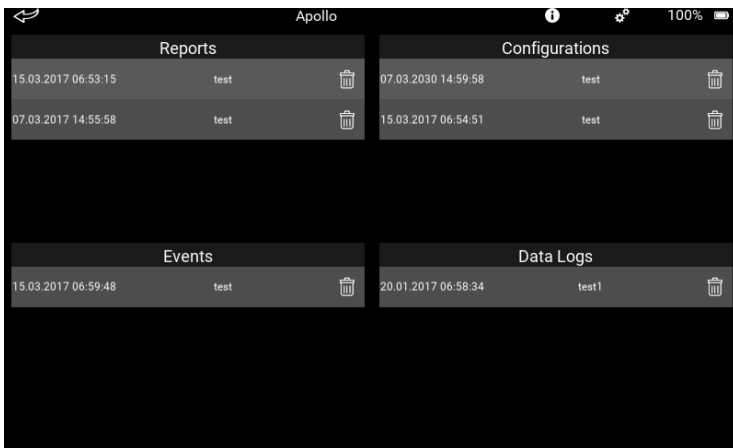 Apollo 100%
Reports
15.03.2017 06:53:15 test
07.03.2017 14:55:58 test
Configurations
07.03.2030 14:59:58 test
15.03.2017 06:54:51 test
Events
15.03.2017 06:59:48 test
Data Logs
20.01.2017 06:58:34 test1